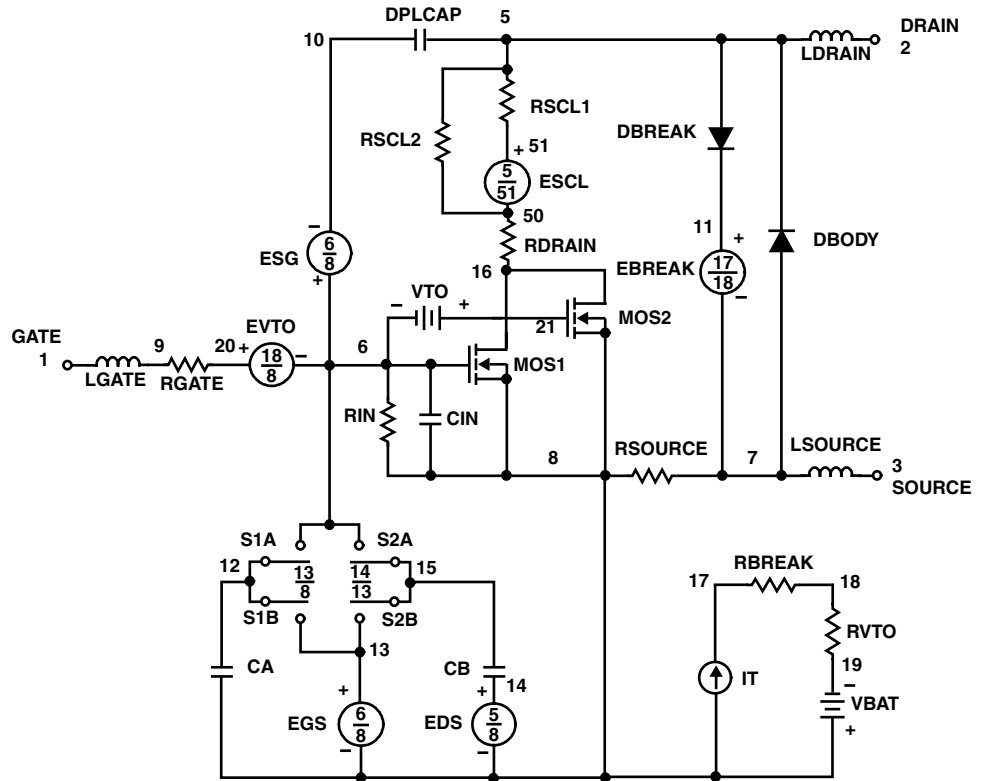 DPLCAP
5
DRAIN
2
10
LDRAIN
RSCL1
RSCL2
DBREAK
+ 51
5
51
ESCL
50
11
+
DBODY
−
6
8
ESG
+
RDRAIN
16
EBREAK
17
18
−
− VTO +
21
MOS2
GATE
1
9
20 +
EVTO
18
8
−
6
MOS1
LGATE
RGATE
RIN
CIN
8
RSOURCE
7
LSOURCE
3
SOURCE
S1A
S2A
12
13
8
14
13
15
S1B
S2B
RBREAK
17
18
13
RVTO
CA
CB
14
19
IT
−
VBAT
+
+
EGS
6
8
−
+
EDS
5
8
−